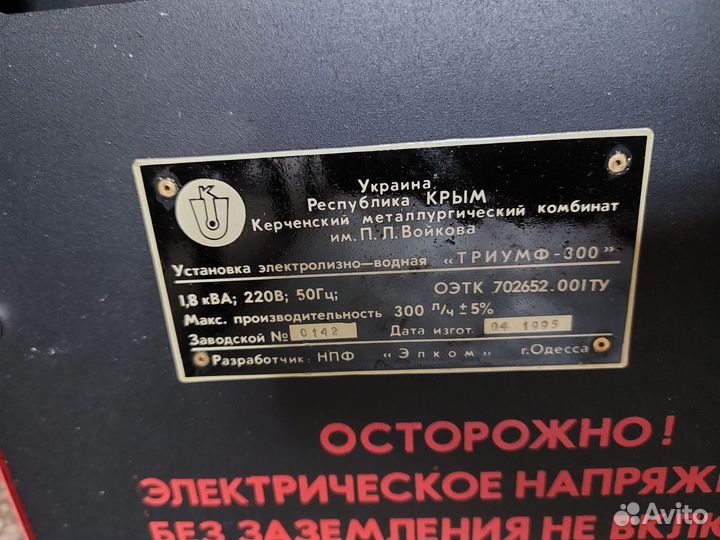 К
Украина
Республика КРЫМ
Керченский металлургический комбинат
им. П.Л.Войкова
Установка электролизно-водная «ТРИУМФ-300»
1,8 кВА; 220В; 50Гц; ОЭТК 702652.001ТУ
Макс. производительность 300 л/ч ±5%
Заводской № 0142 Дата изгот. 04 1995
Разработчик: НПФ «Элком» г.Одесса
ОСТОРОЖНО!
ЭЛЕКТРИЧЕСКОЕ НАПРЯЖ
БЕЗ ЗАЗЕМЛЕНИЯ НЕ ВКЛЮ
Avito